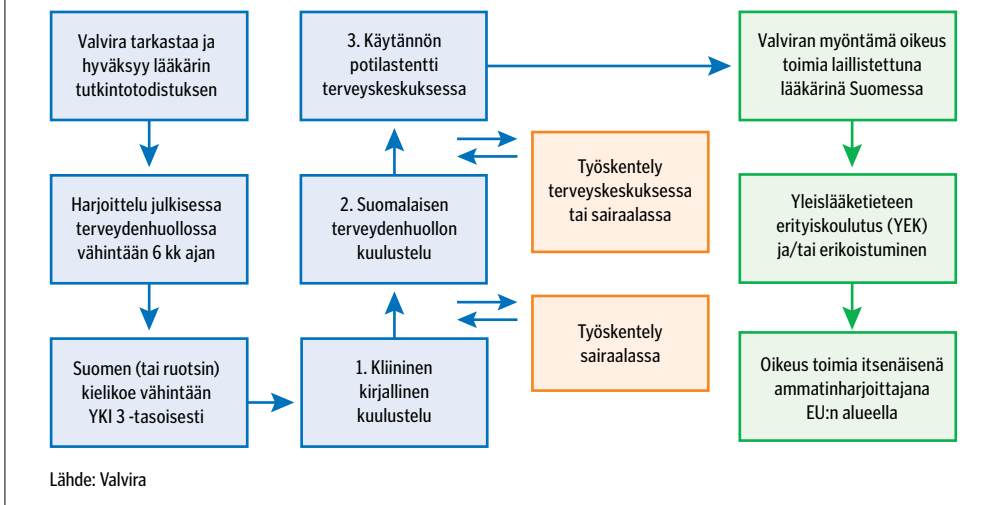 Valvira tarkastaa ja
hyväksyy lääkärin
tutkintotodistuksen
Harjoittelu julkisessa
terveydenhuollossa
vähintään 6 kk ajan
Suomen (tai ruotsin)
kielikoe vähintään
YKI 3 -tasoisesti
1. Kliininen
kirjallinen
kuulustelu
Työskentely
sairaalassa
2. Suomalaisen
terveydenhuollon
kuulustelu
Työskentely
terveyskeskuksessa
tai sairaalassa
3. Käytännön
potilastentti
terveyskeskuksessa
Valviran myöntämä oikeus
toimia laillistettuna
lääkärinä Suomessa
Yleislääketieteen
erityiskoulutus (YEK)
ja/tai erikoistuminen
Oikeus toimia itsenäisenä
ammatinharjoittajana
EU:n alueella
Lähde: Valvira